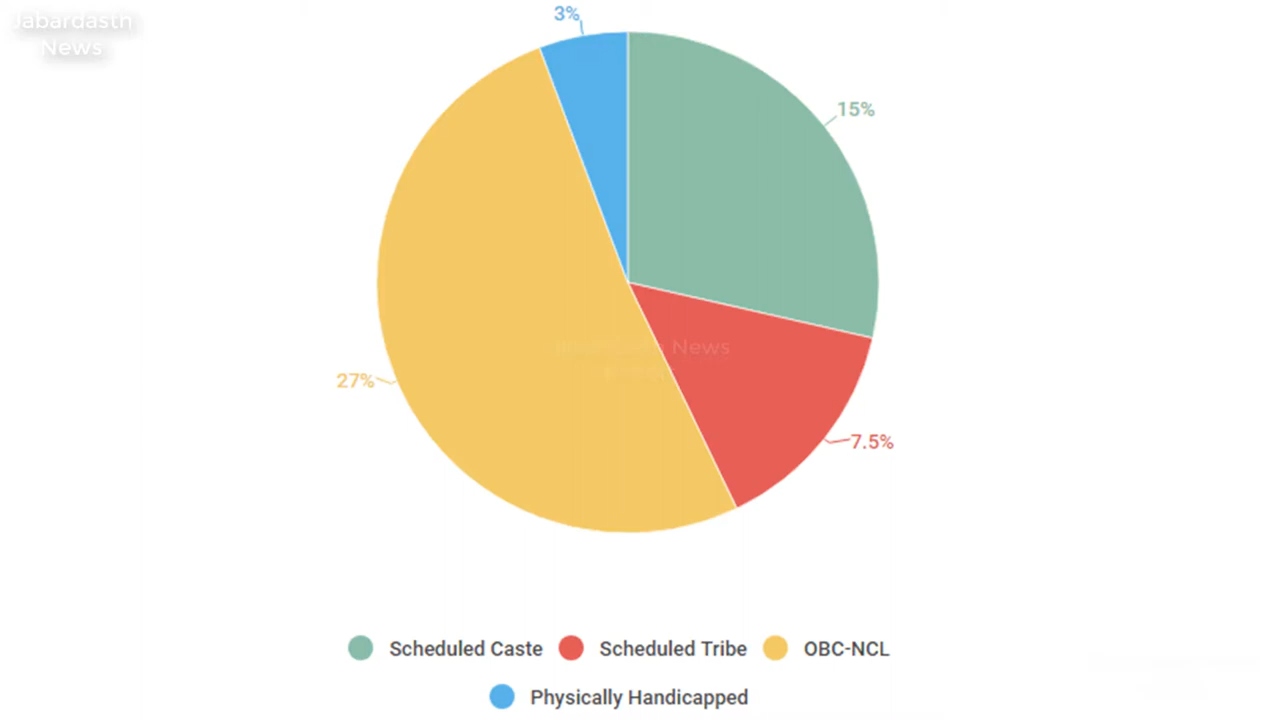 Jabardasth
News
3%
15%
27%
7.5%
Scheduled Caste Scheduled Tribe OBC-NCL
Physically Handicapped